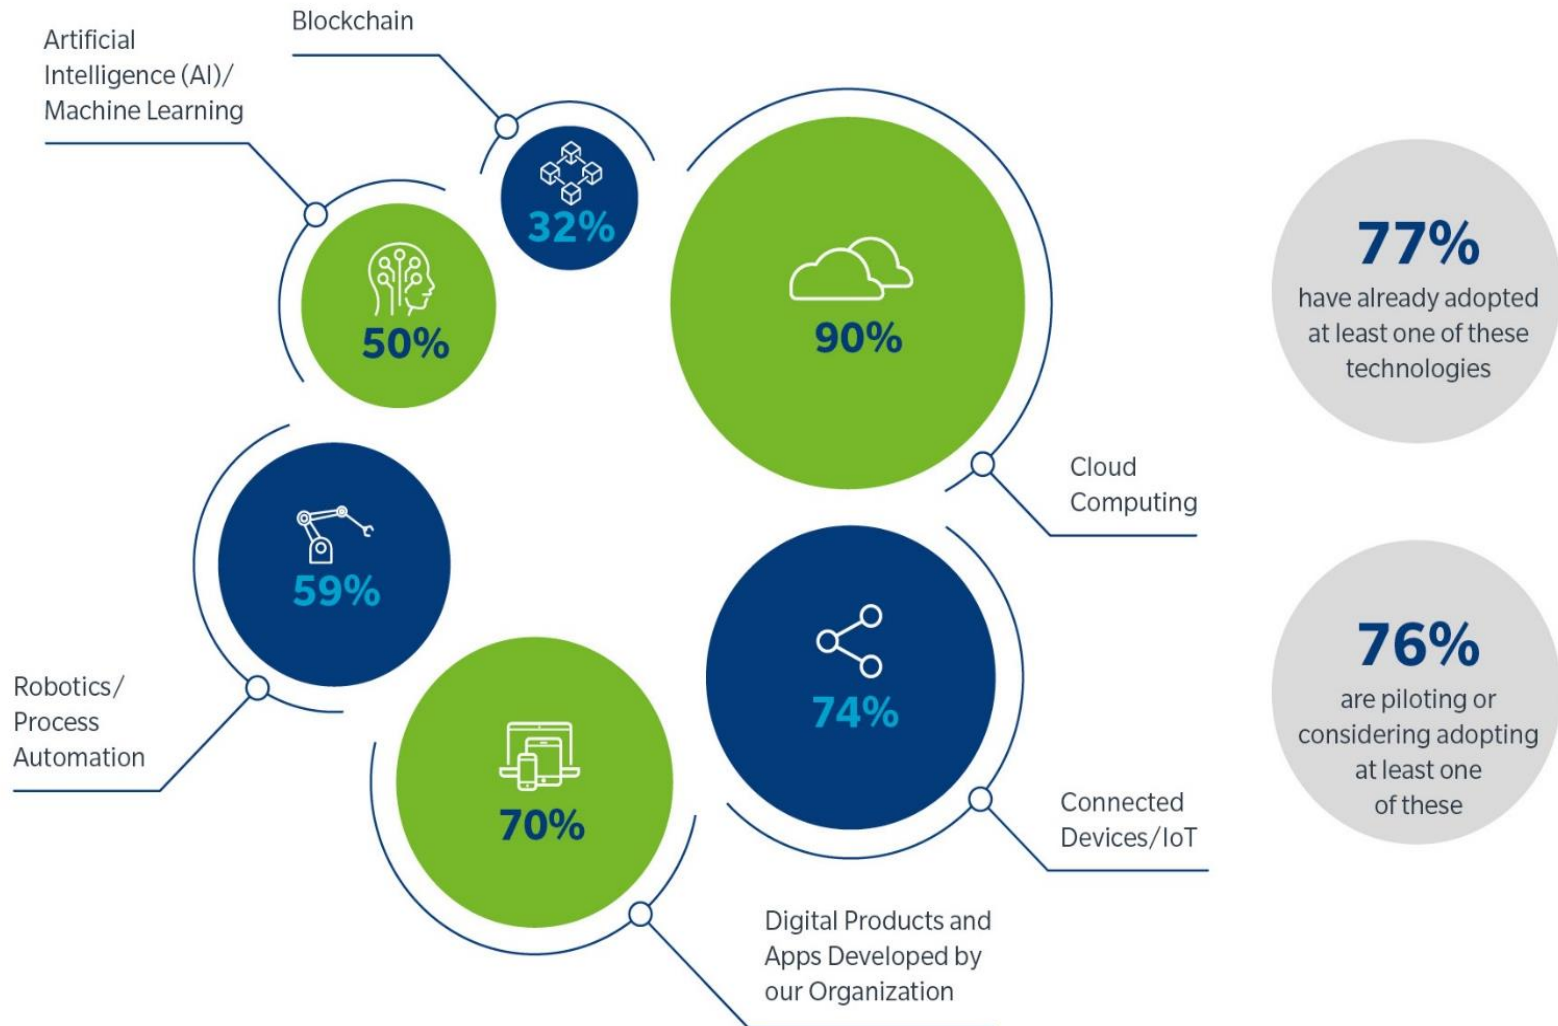 Blockchain
32%
Artificial
Intelligence (AI)/
Machine Learning
50%
90%
Cloud
Computing
59%
Robotics/
Process
Automation
74%
Connected
Devices/IoT
70%
Digital Products and
Apps Developed by
our Organization
77%
have already adopted
at least one of these
technologies
76%
are piloting or
considering adopting
at least one
of these